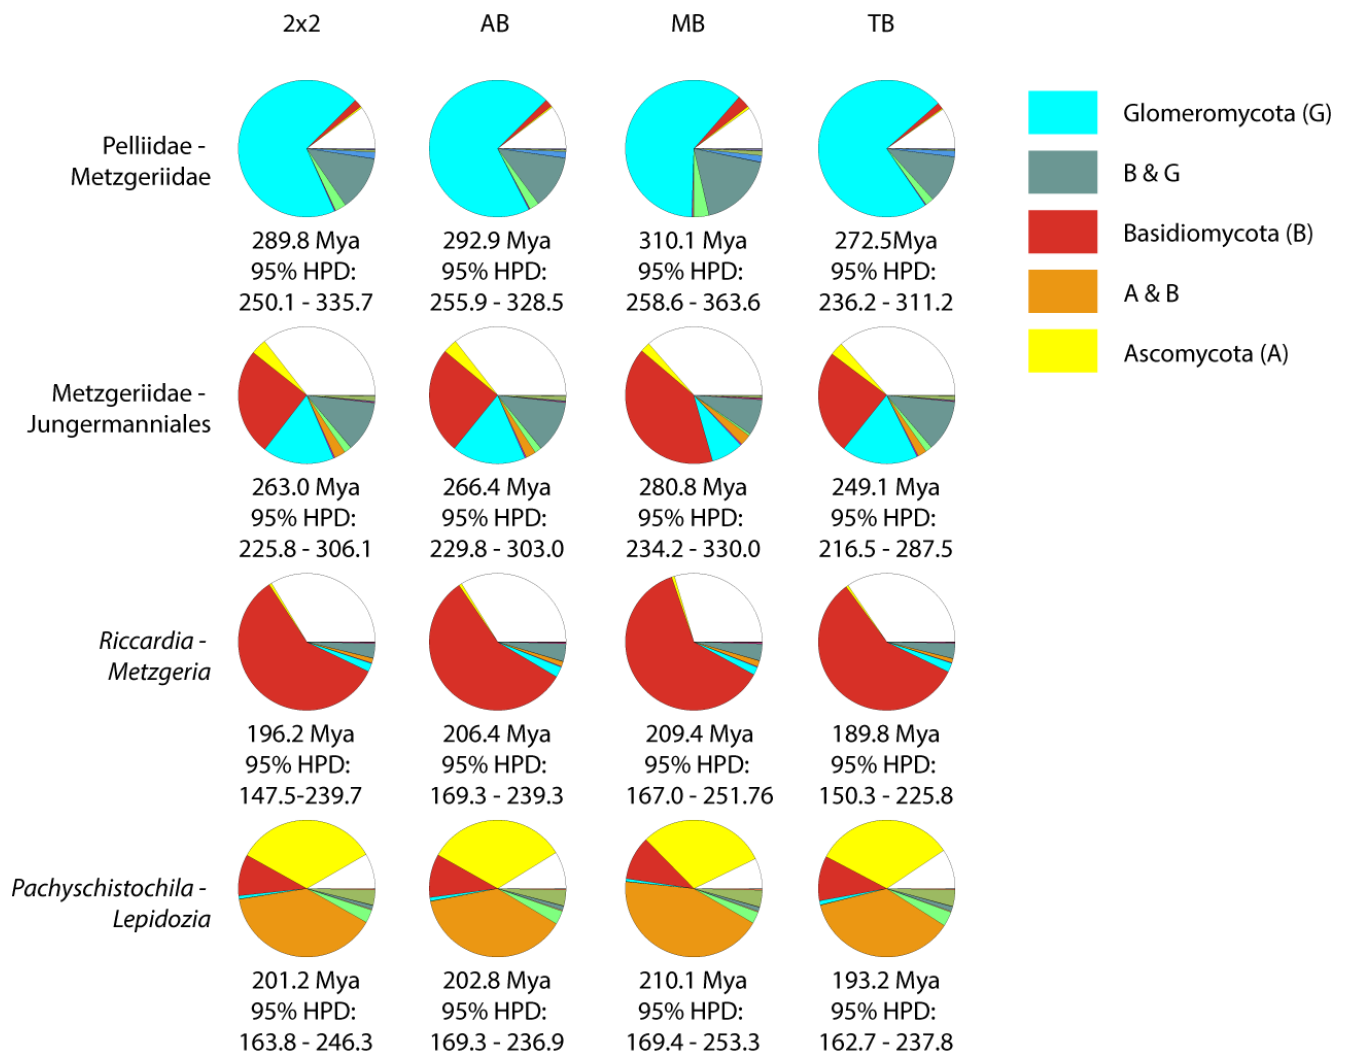 2x2 AB MB TB
Pelliidae -
Metzgeriidae
289.8 Mya 292.9 Mya 310.1 Mya 272.5Mya
95% HPD: 95% HPD: 95% HPD: 95% HPD:
250.1 - 335.7 255.9 - 328.5 258.6 - 363.6 236.2 - 311.2
Metzgeriidae -
Jungermanniales
263.0 Mya 266.4 Mya 280.8 Mya 249.1 Mya
95% HPD: 95% HPD: 95% HPD: 95% HPD:
225.8 - 306.1 229.8 - 303.0 234.2 - 330.0 216.5 - 287.5
Riccardia -
Metzgeria
196.2 Mya 206.4 Mya 209.4 Mya 189.8 Mya
95% HPD: 95% HPD: 95% HPD: 95% HPD:
147.5-239.7 169.3 - 239.3 167.0 - 251.76 150.3 - 225.8
Pachyschistochila -
Lepidozia
201.2 Mya 202.8 Mya 210.1 Mya 193.2 Mya
95% HPD: 95% HPD: 95% HPD: 95% HPD:
163.8 - 246.3 169.3 - 236.9 169.4 - 253.3 162.7 - 237.8
Glomeromycota (G)
B & G
Basidiomycota (B)
A & B
Ascomycota (A)